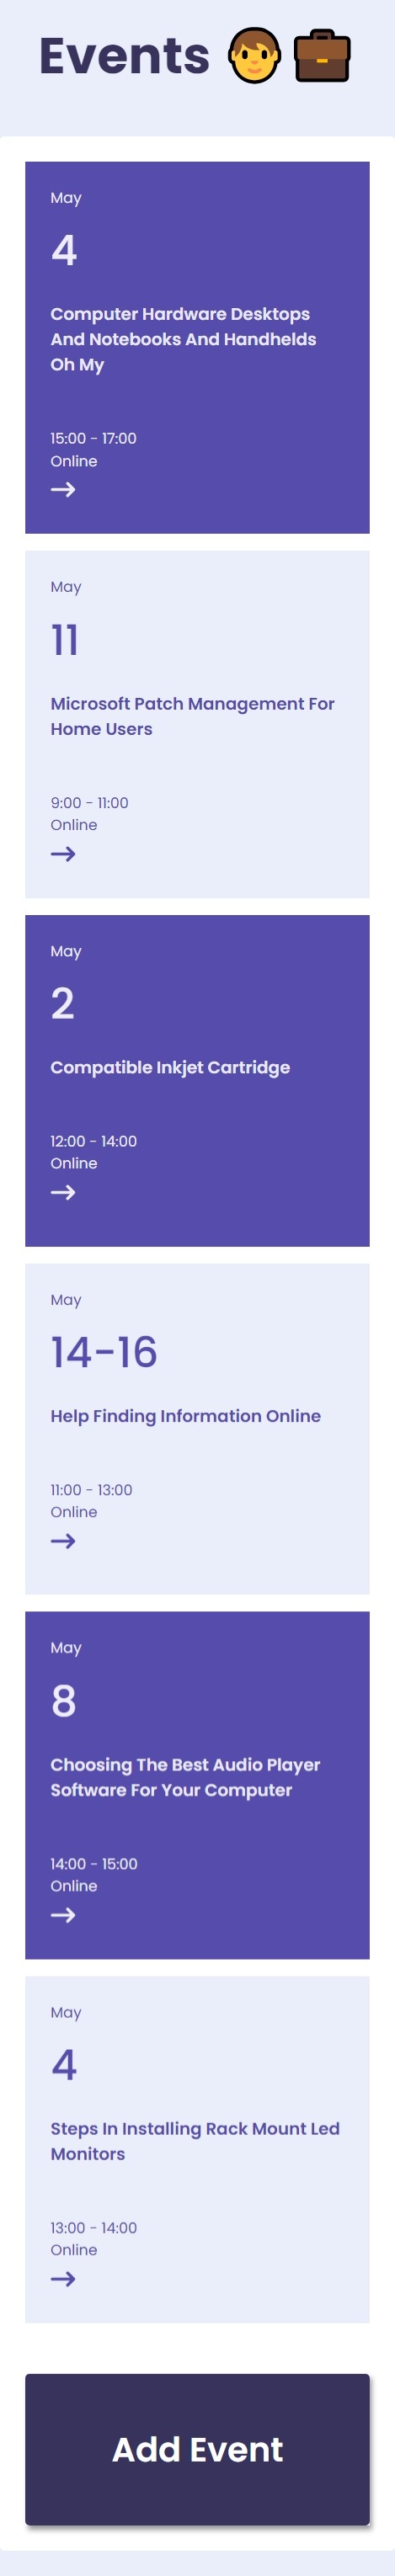 Events
May
4
Computer Hardware Desktops
And Notebooks And Handhelds
Oh My
15:00 - 17:00
Online
May
11
Microsoft Patch Management For
Home Users
9:00 - 11:00
Online
May
2
Compatible Inkjet Cartridge
12:00 - 14:00
Online
May
14-16
Help Finding Information Online
11:00 - 13:00
Online
May
8
Choosing The Best Audio Player
Software For Your Computer
14:00 - 15:00
Online
May
4
Steps In Installing Rack Mount Led
Monitors
13:00 - 14:00
Online
Add Event